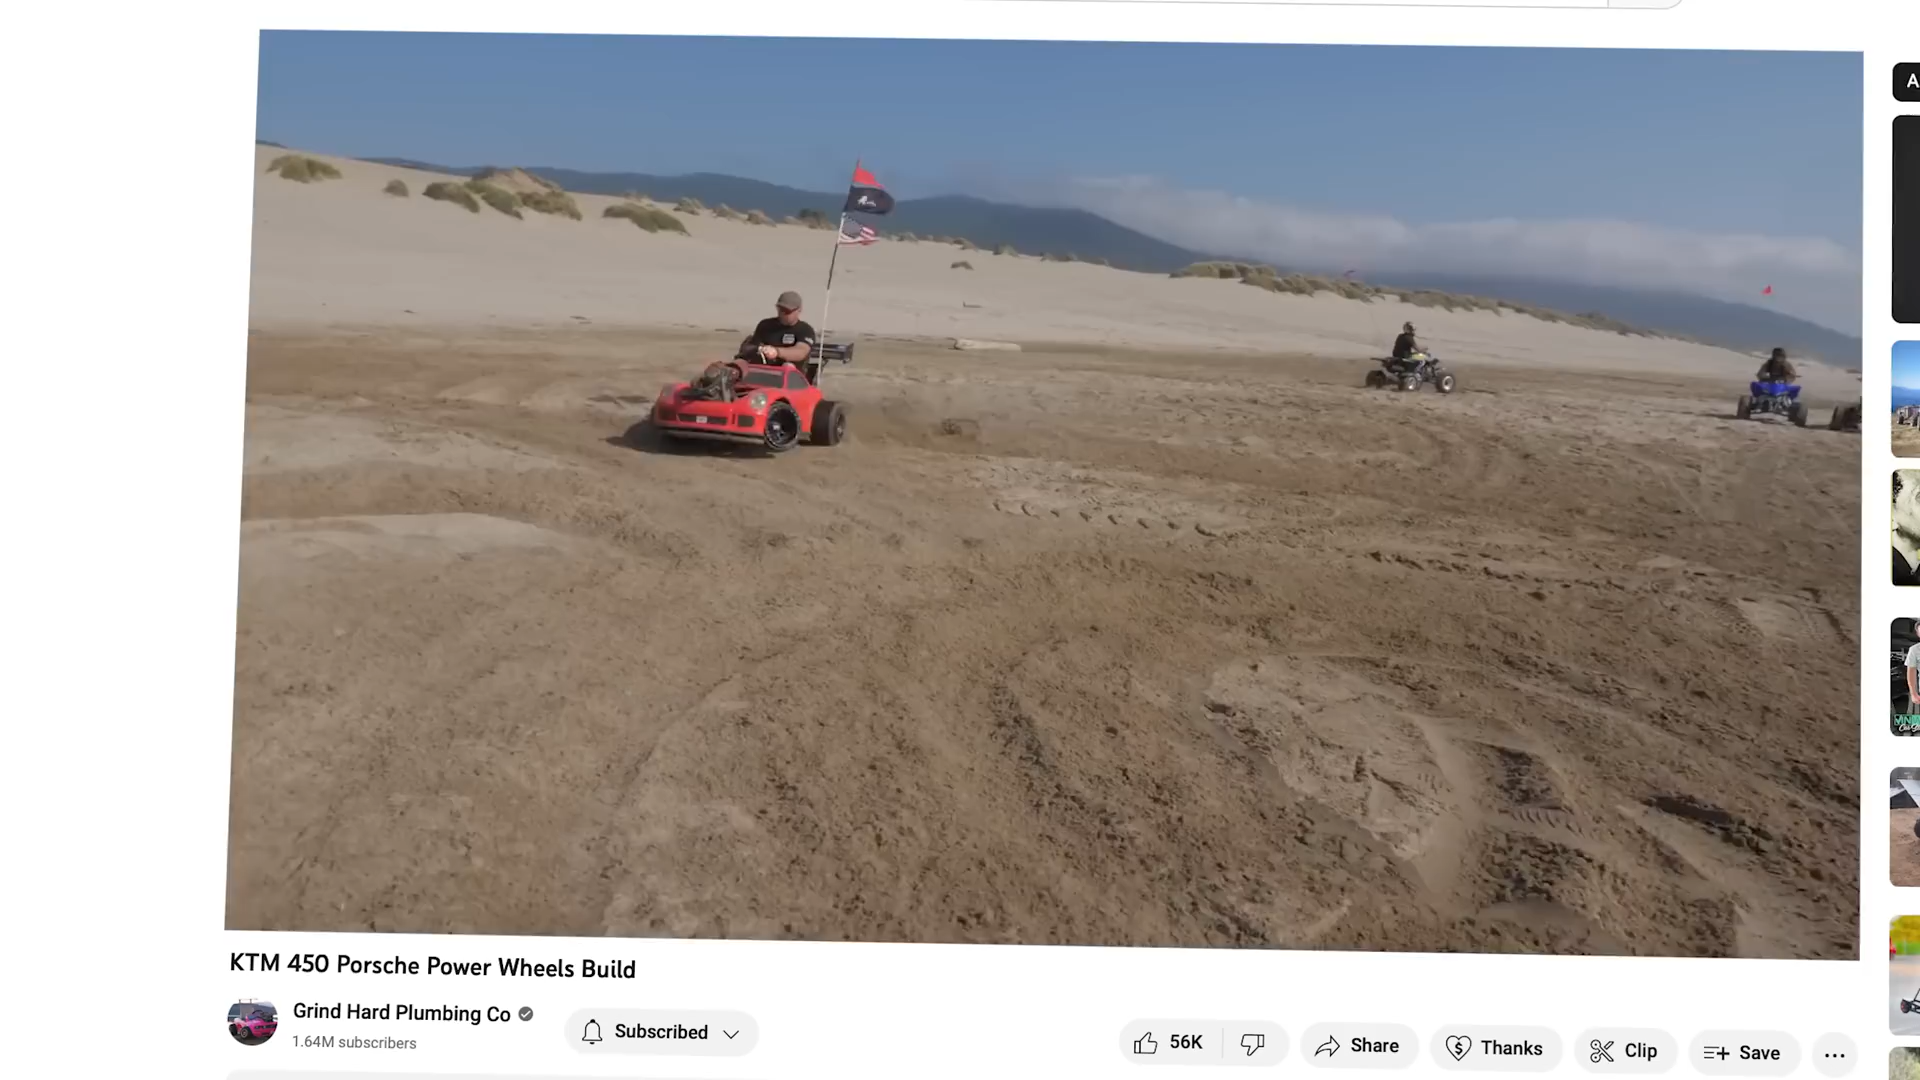 A
KTM 450 Porsche Power Wheels Build
Grind Hard Plumbing Co
1.64M subscribers
Subscribed
56K
Share
Thanks
Clip
Save